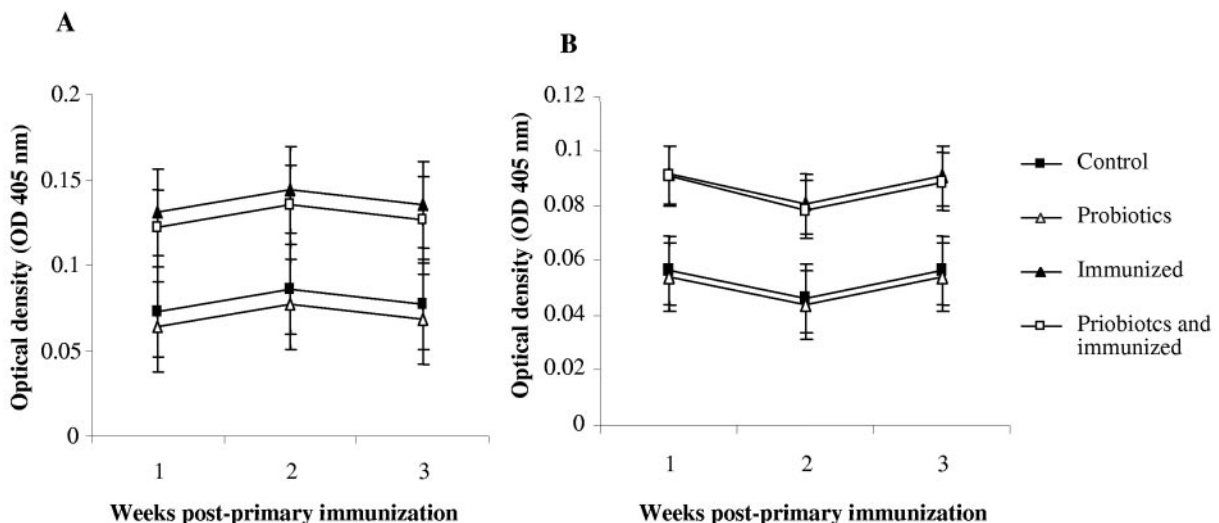 A
Optical density (OD 405 nm)
0.2
0.15
0.1
0.05
0
1 2 3
Weeks post-primary immunization
B
Optical density (OD 405 nm)
0.12
0.1
0.08
0.06
0.04
0.02
0
1 2 3
Weeks post-primary immunization
Control
Probiotics
Immunized
Priobiotcs and
immunized